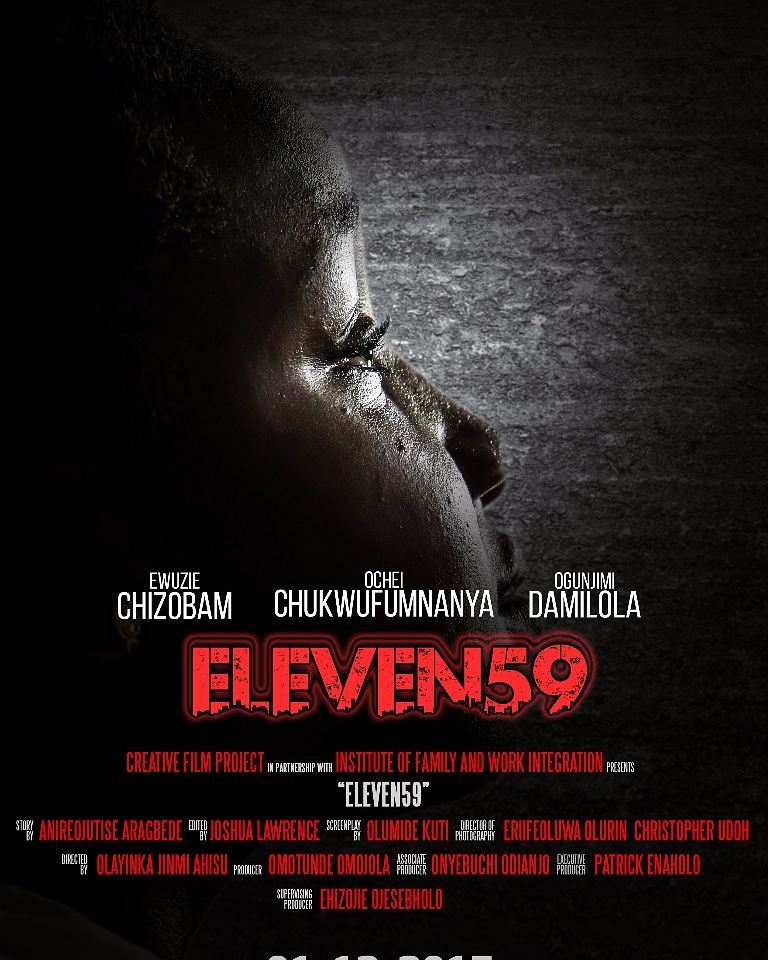 EWUZIE OCHEI OGUNJIMI
CHIZOBAM CHUKWUFUMNANYA DAMILOLA
ELEVEN59
CREATIVE FILM PROJECT IN PARTNERSHIP WITH INSTITUTE OF FAMILY AND WORK INTEGRATION PRESENTS
"ELEVEN59"
STORY BY ANIREOJUTISE ARAGBEDE EDITED BY JOSHUA LAWRENCE SCREENPLAY BY OLUMIDE KUTI DIRECTOR OF PHOTOGRAPHY ERIIFEOLUWA OLURIN CHRISTOPHER UDOH
DIRECTED BY OLAYINKA JINMI AHISU PRODUCER OMOTUNDE OMOJOLA ASSOCIATE PRODUCER ONYEBUCHI ODIANJO EXECUTIVE PRODUCER PATRICK ENAHOLO
SUPERVISING PRODUCER EHIZOJIE OJESEBHOLO